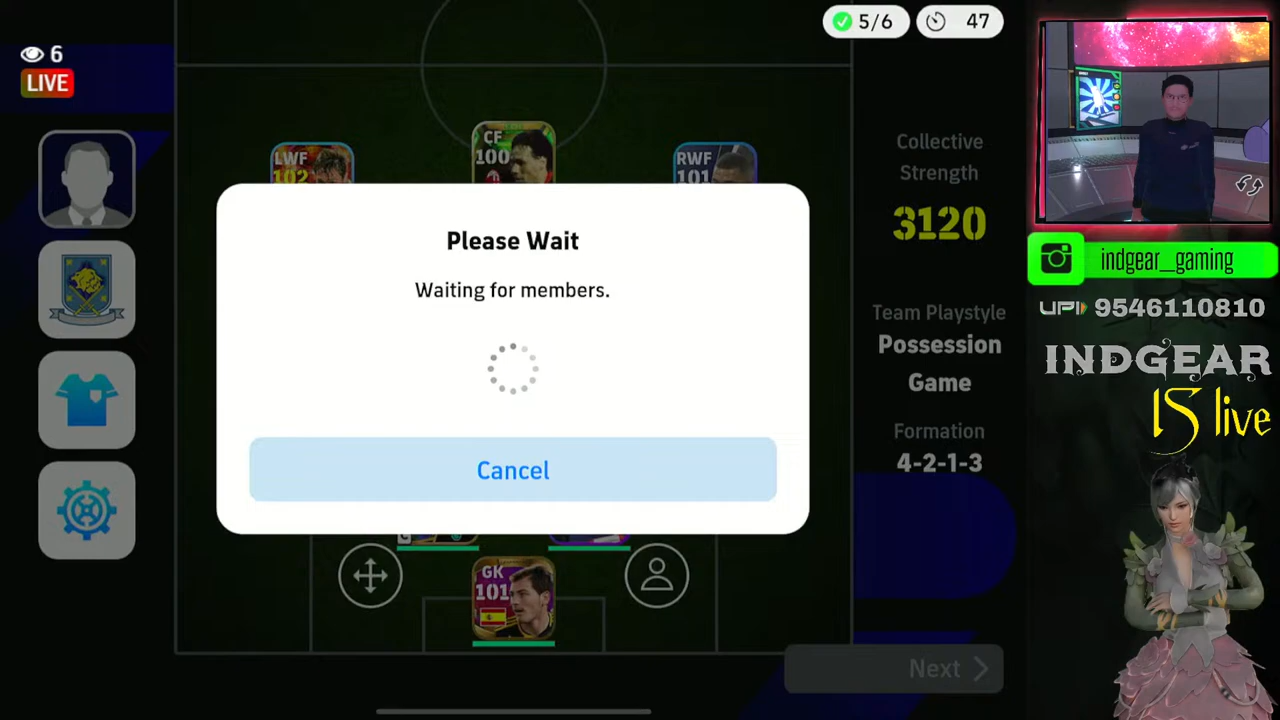 5/6
47
6
LIVE
LWF
102
CF
100
RWF
101
Collective
Strength
3120
Please Wait
Waiting for members.
Cancel
Team Playstyle
Possession
Game
Formation
4-2-1-3
GK
101
Next
indgear_gaming
UPI 9546110810
INDGEAR
IS live